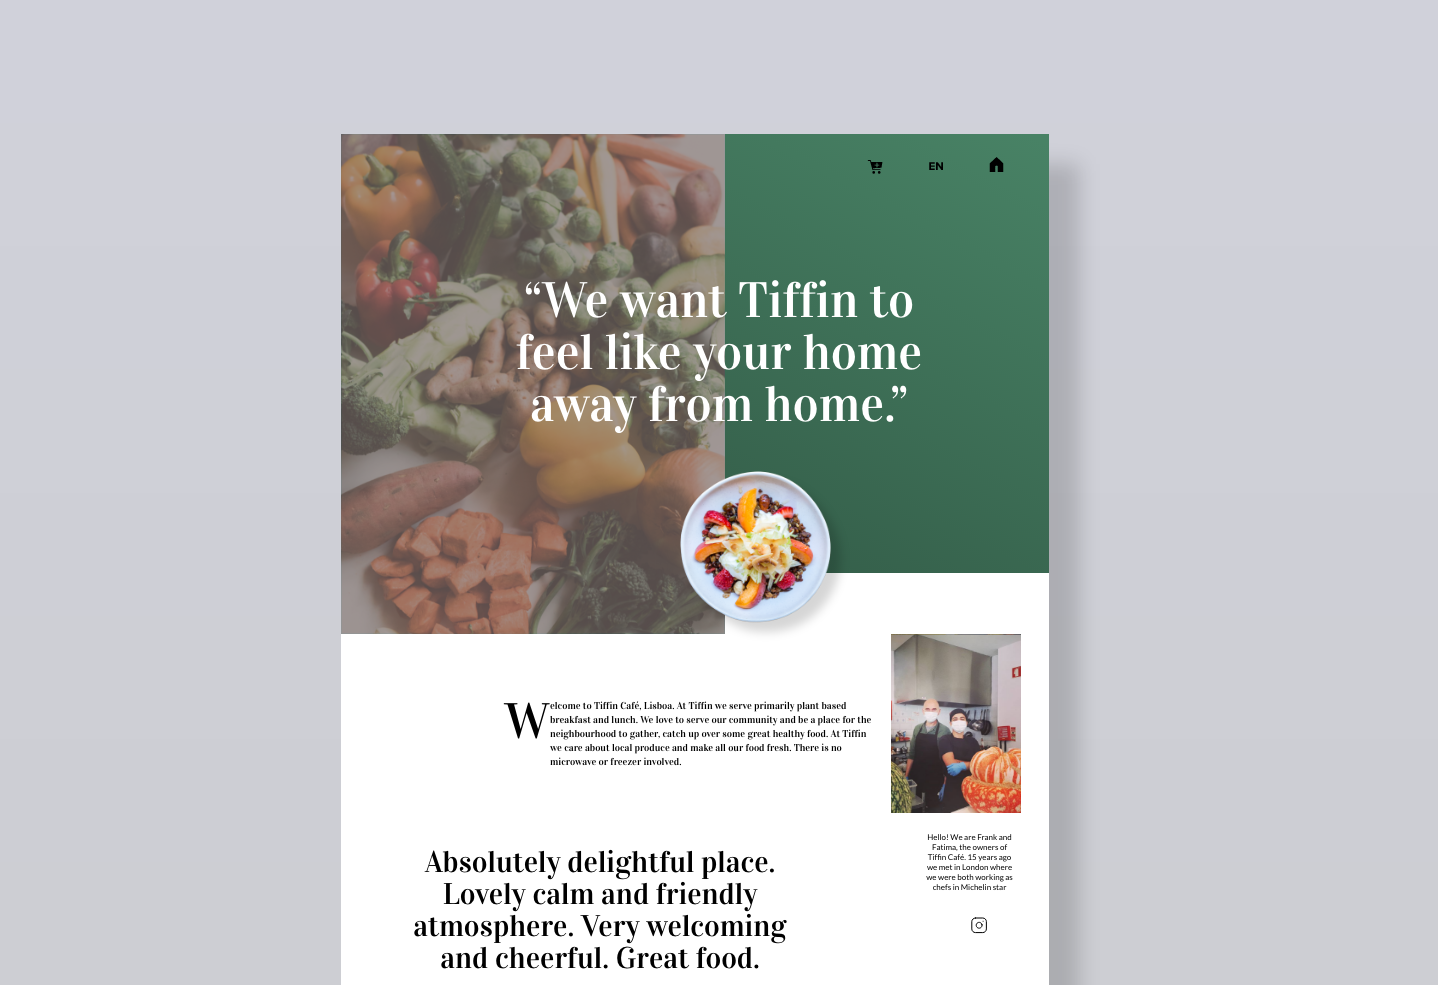 EN
“We want Tiffin to
feel like your home
away from home.”
Welcome to Tiffin Café, Lisboa. At Tiffin we serve primarily plant based
breakfast and lunch. We love to serve our community and be a place for the
neighbourhood to gather, catch up over some great healthy food. At Tiffin
we care about local produce and make all our food fresh. There is no
microwave or freezer involved.
Hello! We are Frank and
Fatima, the owners of
Tiffin Café. 15 years ago
we met in London where
we were both working as
chefs in Michelin star
Absolutely delightful place.
Lovely calm and friendly
atmosphere. Very welcoming
and cheerful. Great food.